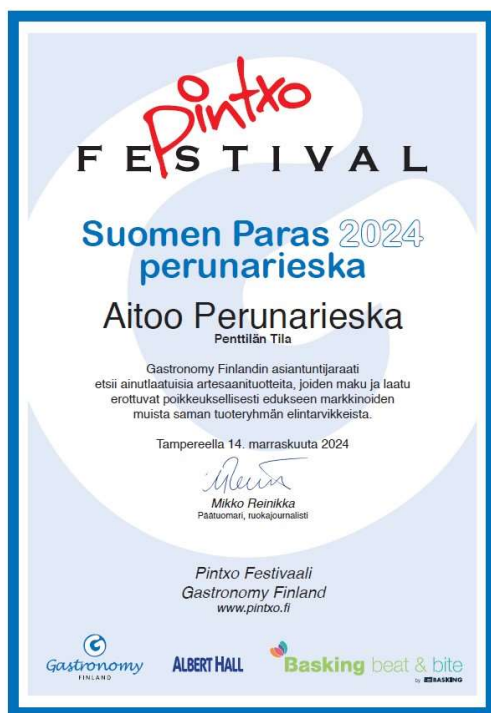 Pintxo
FESTIVAL
Suomen Paras 2024
perunarieska
Aitoo Perunarieska
Penttilän Tila
Gastronomy Finlandin asiantuntijaraati
etsii ainutlaatuisia artesaanituotteita, joiden maku ja laatu
erottuvat poikkeuksellisesti edukseen markkinoiden
muista saman tuoteryhmän elintarvikkeista.
Tampereella 14. marraskuuta 2024
Mikko Reinikka
Päätuomari, ruokajournalisti
Pintxo Festivaali
Gastronomy Finland
www.pintxo.fi
Gastronomy
FINLAND
ALBERT HALL
Basking beat & bite
by BRASKING